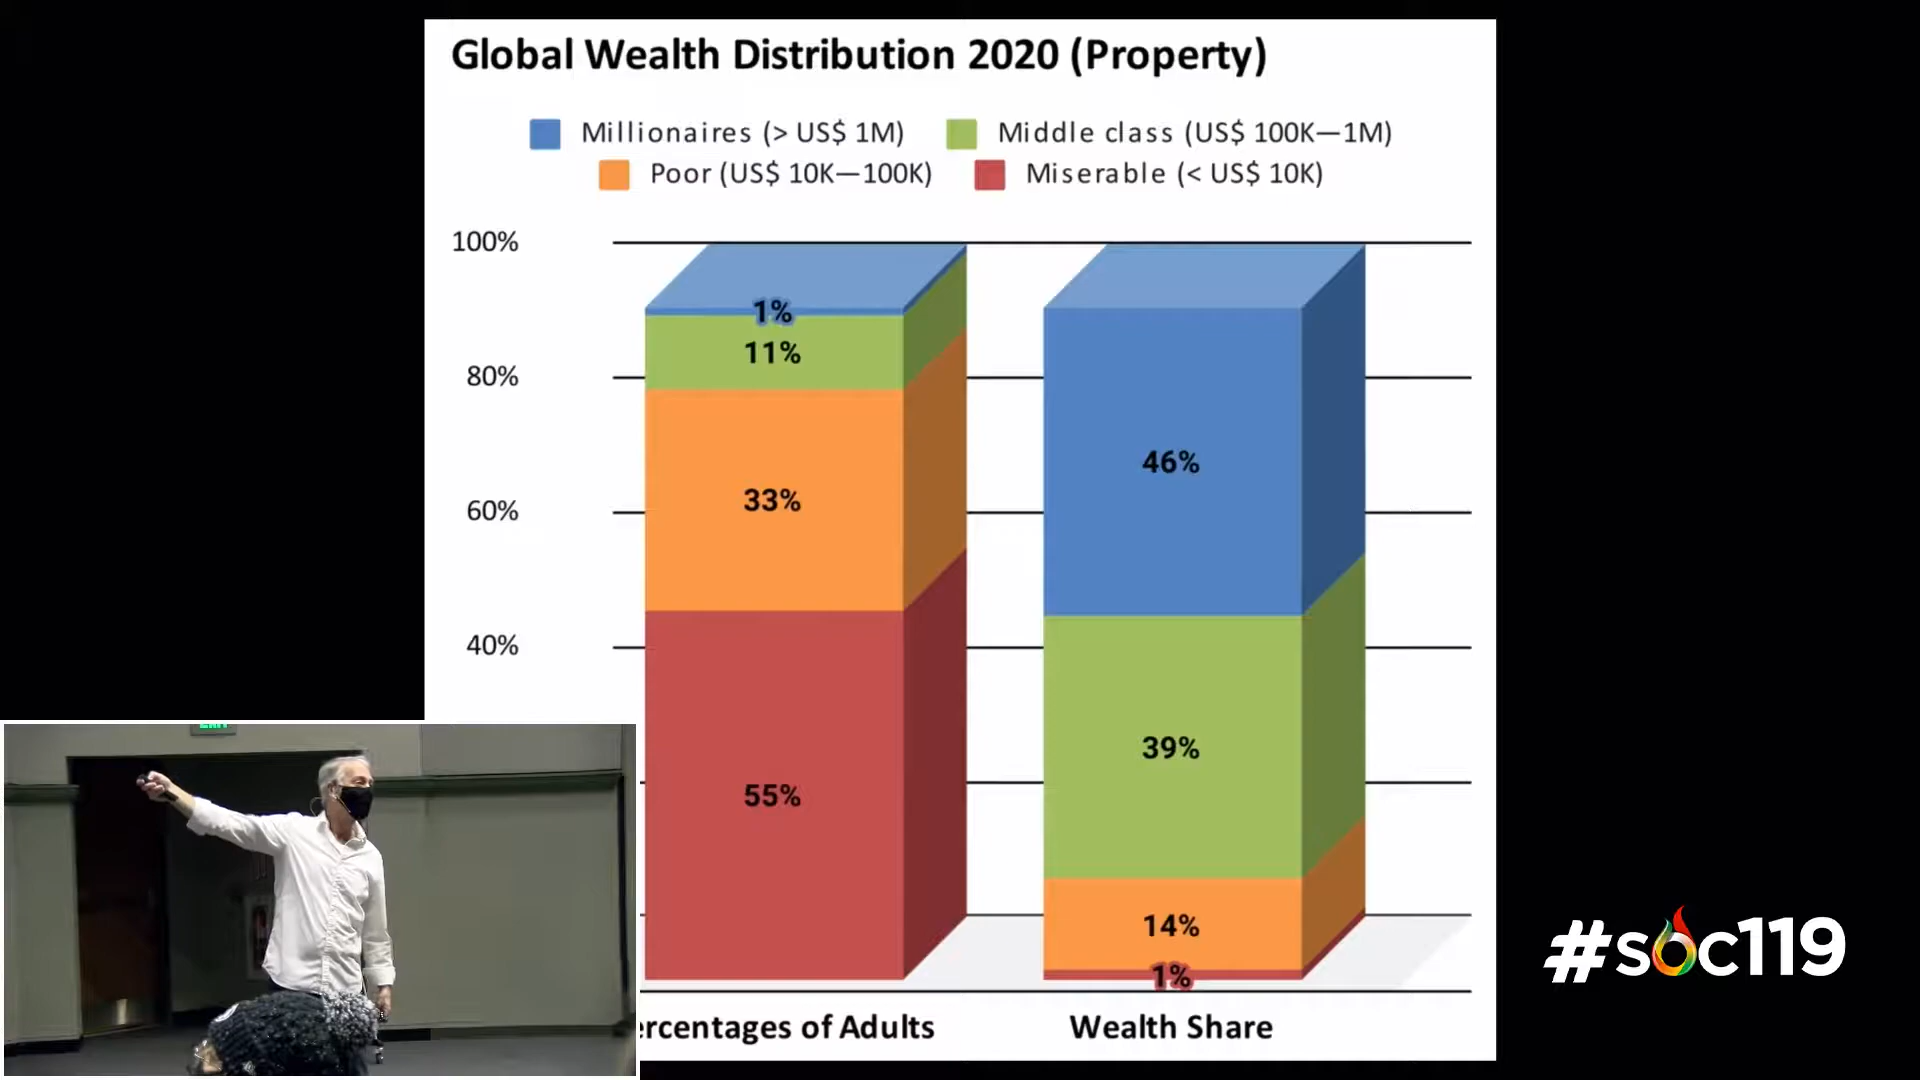 Global Wealth Distribution 2020 (Property)
Millionaires (> US$ 1M) Middle class (US$ 100K—1M)
Poor (US$ 10K—100K) Miserable (< US$ 10K)
100%
80%
60%
40%
1%
11%
33%
55%
46%
39%
14%
1%
ercentages of Adults Wealth Share
#soc119